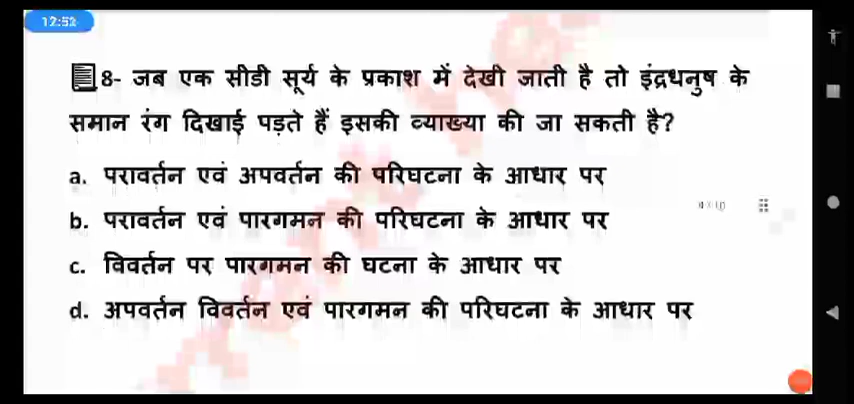 12:52
8- जब एक सीडी सूर्य के प्रकाश में देखी जाती है तो इंद्रधनुष के
समान रंग दिखाई पड़ते हैं इसकी व्याख्या की जा सकती है?
a. परावर्तन एवं अपवर्तन की परिघटना के आधार पर
b. परावर्तन एवं पारगमन की परिघटना के आधार पर
c. विवर्तन पर पारगमन की घटना के आधार पर
d. अपवर्तन विवर्तन एवं पारगमन की परिघटना के आधार पर